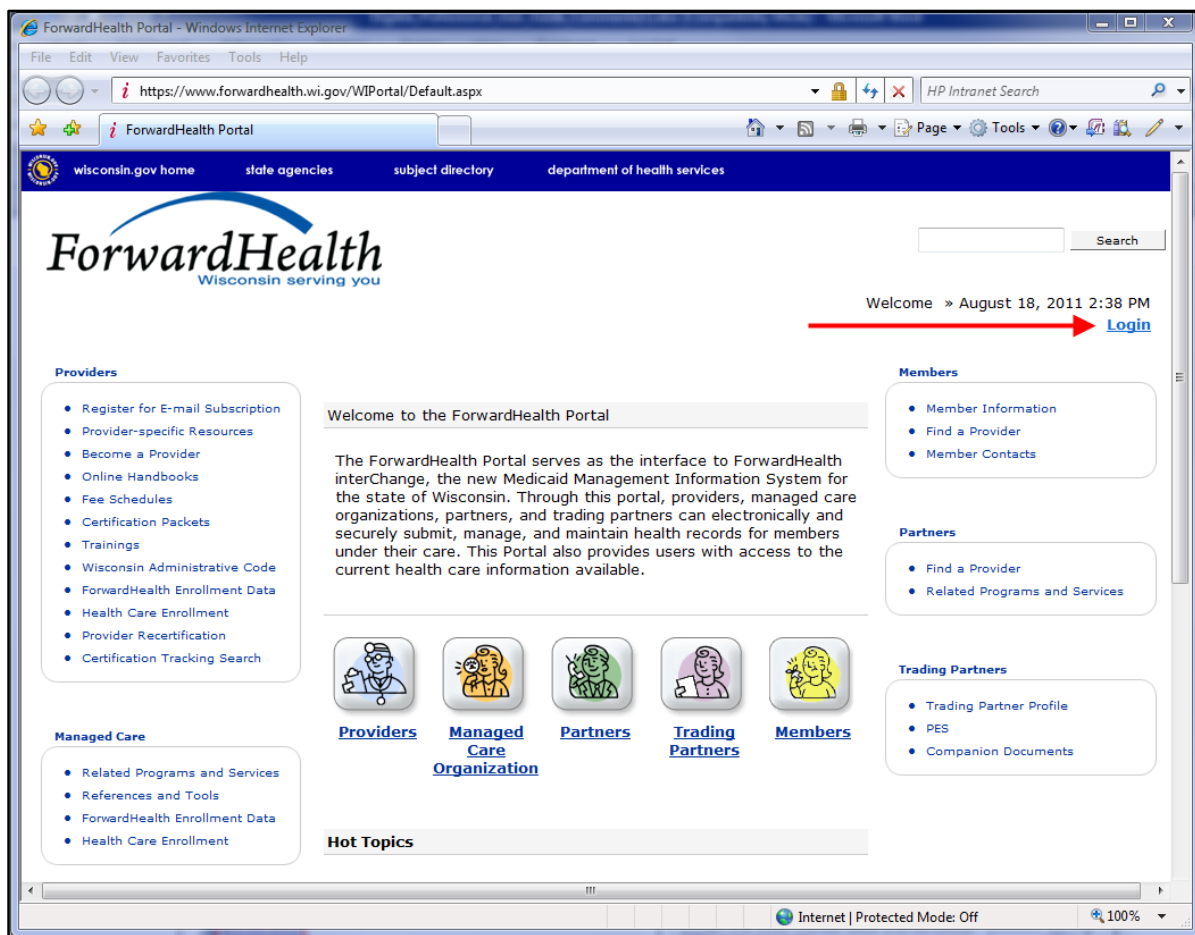 ForwardHealth Portal - Windows Internet Explorer
File Edit View Favorites Tools Help
https://www.forwardhealth.wi.gov/WIPortal/Default.aspx
HP Intranet Search
ForwardHealth Portal
Page
Tools
wisconsin.gov home
state agencies
subject directory
department of health services
ForwardHealth
Wisconsin serving you
Search
Welcome » August 18, 2011 2:38 PM
Login
Providers
Register for E-mail Subscription
Provider-specific Resources
Become a Provider
Online Handbooks
Fee Schedules
Certification Packets
Trainings
Wisconsin Administrative Code
ForwardHealth Enrollment Data
Health Care Enrollment
Provider Recertification
Certification Tracking Search
Managed Care
Related Programs and Services
References and Tools
ForwardHealth Enrollment Data
Health Care Enrollment
Welcome to the ForwardHealth Portal
The ForwardHealth Portal serves as the interface to ForwardHealth
interChange, the new Medicaid Management Information System for
the state of Wisconsin. Through this portal, providers, managed care
organizations, partners, and trading partners can electronically and
securely submit, manage, and maintain health records for members
under their care. This Portal also provides users with access to the
current health care information available.
Providers
Managed
Care
Organization
Partners
Trading
Partners
Members
Hot Topics
Members
Member Information
Find a Provider
Member Contacts
Partners
Find a Provider
Related Programs and Services
Trading Partners
Trading Partner Profile
PES
Companion Documents
Internet | Protected Mode: Off
100%